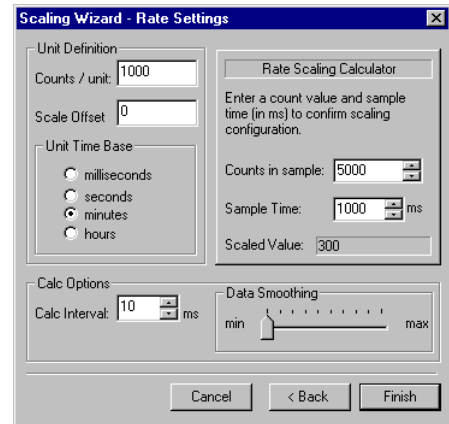 Scaling Wizard - Rate Settings
Unit Definition
Counts / unit: 1000
Scale Offset 0
Unit Time Base
milliseconds
seconds
minutes
hours
Rate Scaling Calculator
Enter a count value and sample
time (in ms) to confirm scaling
configuration.
Counts in sample: 5000
Sample Time: 1000 ms
Scaled Value: 300
Calc Options
Calc Interval: 10 ms
Data Smoothing
min max
Cancel < Back Finish